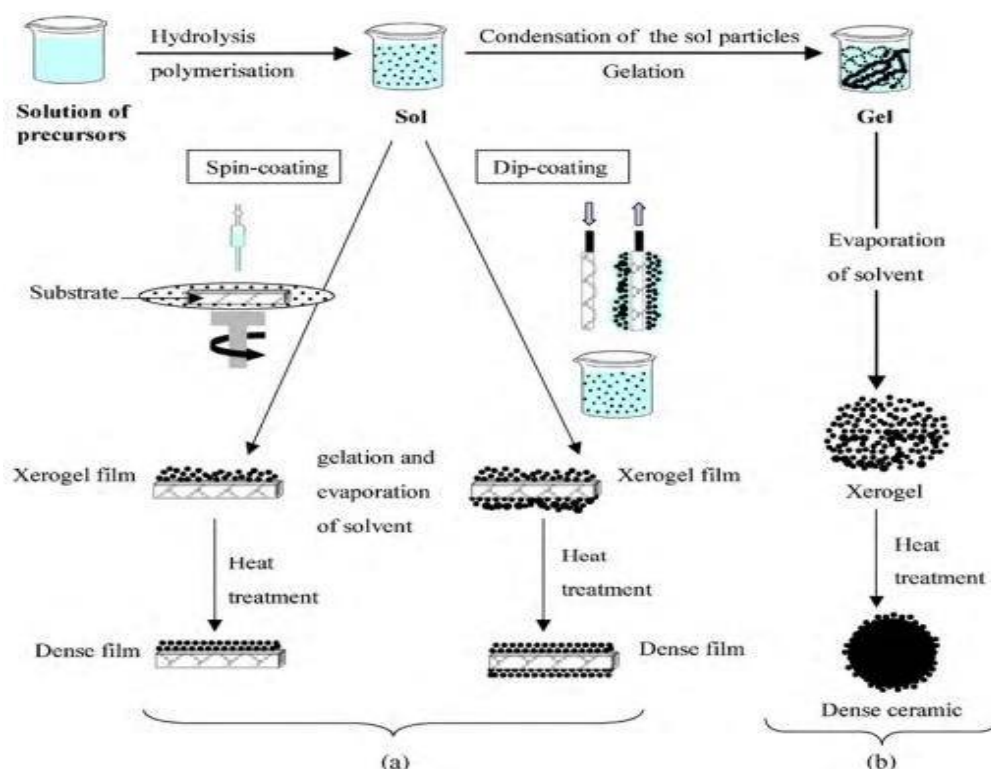 Hydrolysis
polymerisation
Condensation of the sol particles
Gelation
Solution of
precursors
Sol
Gel
Spin-coating
Dip-coating
Evaporation
of solvent
Substrate
Xerogel film
gelation and
evaporation
of solvent
Xerogel film
Xerogel
Heat
treatment
Heat
treatment
Heat
treatment
Dense film
Dense film
Dense ceramic
(a)
(b)